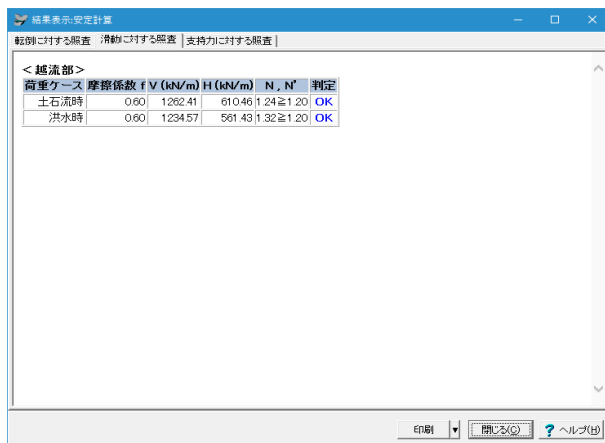 結果表示:安定計算
転倒に対する照査 滑動に対する照査 支持力に対する照査
<越流部>
荷重ケース 摩擦係数 f V (kN/m) H (kN/m) N , N' 判定
土石流時 0.60 1262.41 610.46 1.24≧1.20 OK
洪水時 0.60 1234.57 561.43 1.32≧1.20 OK
印刷 ▼ 閉じる(C) ? ヘルプ(H)